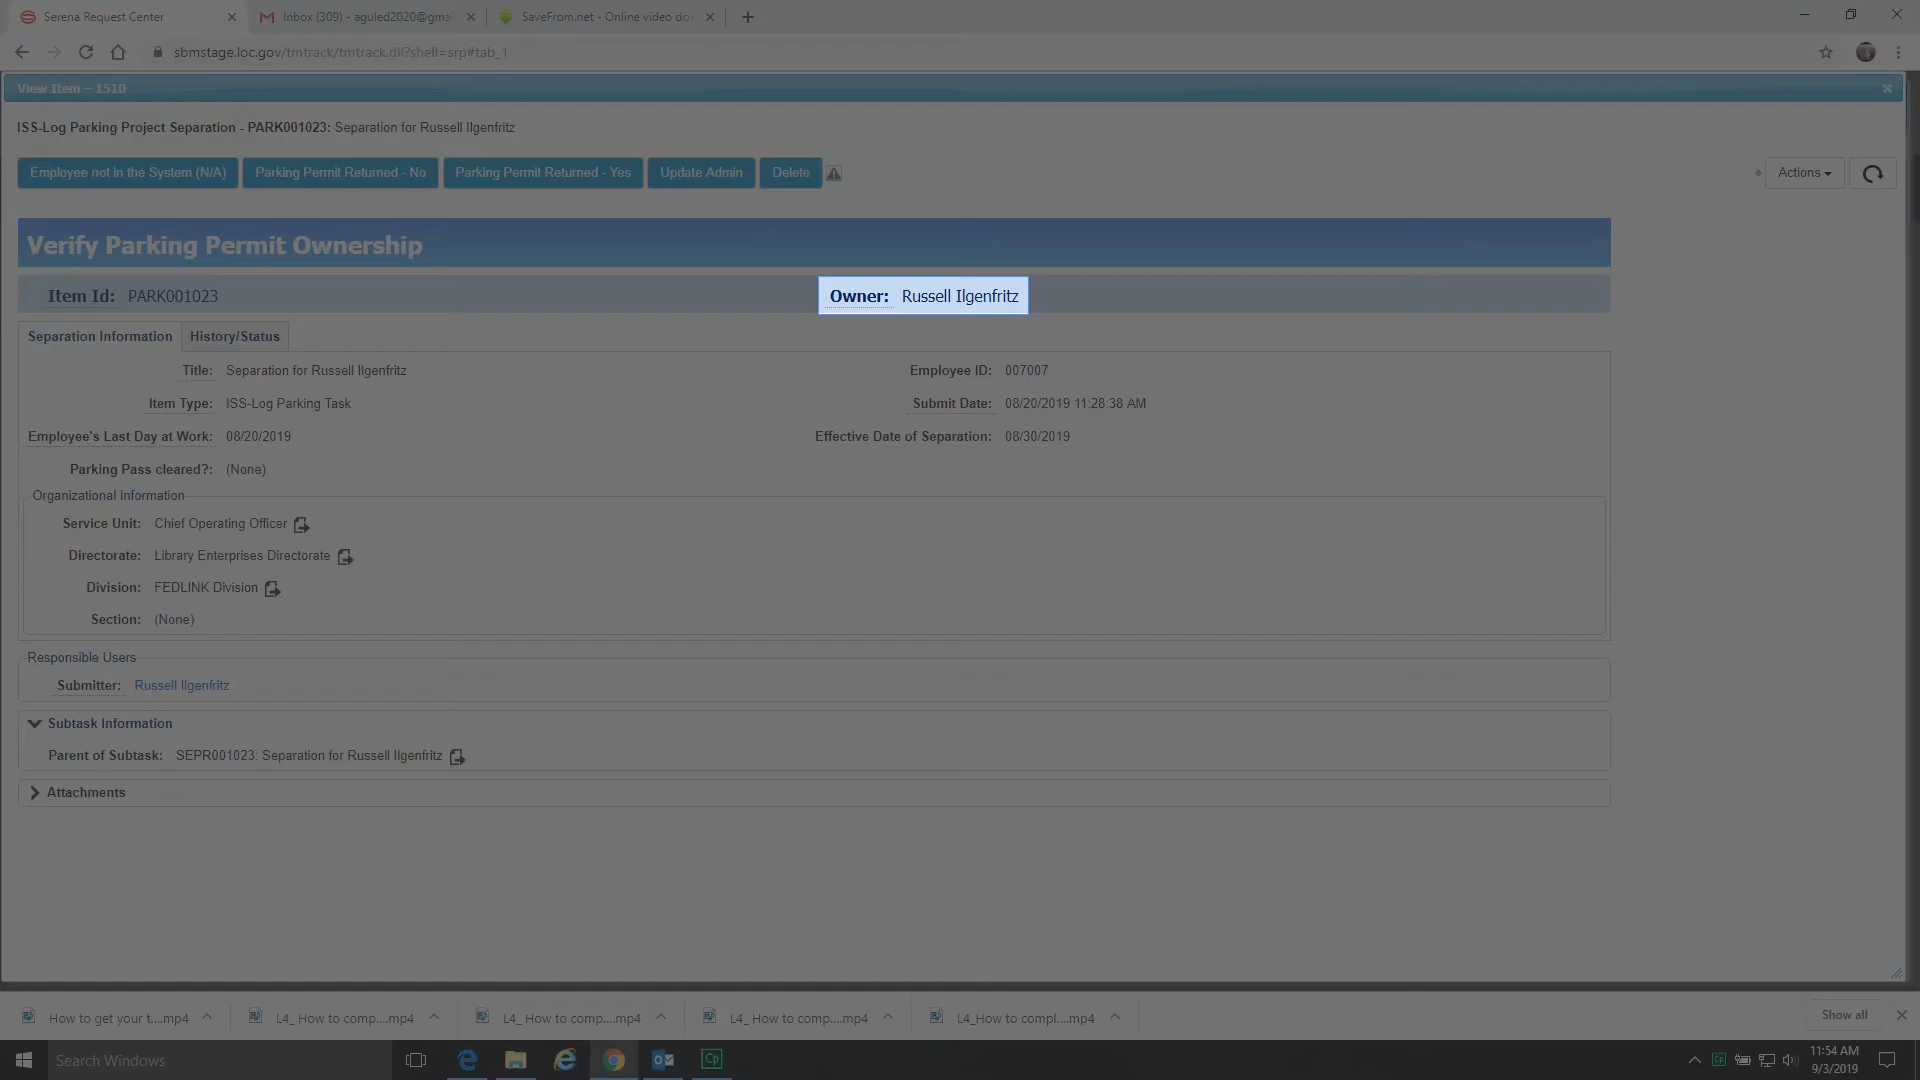 Serena Request Center
Inbox (309) - aguled2020@gma
SaveFrom.net - Online video do
sbmstage.loc.gov/tmtrack/tmtrack.dll?shell=srp#tab_1
View Item – 1510
ISS-Log Parking Project Separation - PARK001023: Separation for Russell Ilgenfritz
Employee not in the System (N/A)
Parking Permit Returned - No
Parking Permit Returned - Yes
Update Admin
Delete
Actions
Verify Parking Permit Ownership
Item Id: PARK001023
Owner: Russell Ilgenfritz
Separation Information
History/Status
Title: Separation for Russell Ilgenfritz
Employee ID: 007007
Item Type: ISS-Log Parking Task
Submit Date: 08/20/2019 11:28:38 AM
Employee's Last Day at Work: 08/20/2019
Effective Date of Separation: 08/30/2019
Parking Pass cleared?: (None)
Organizational Information
Service Unit: Chief Operating Officer
Directorate: Library Enterprises Directorate
Division: FEDLINK Division
Section: (None)
Responsible Users
Submitter: Russell Ilgenfritz
Subtask Information
Parent of Subtask: SEPR001023: Separation for Russell Ilgenfritz
Attachments
How to get your t....mp4
L4_ How to comp....mp4
L4_ How to comp....mp4
L4_ How to comp....mp4
L4_How to compl....mp4
Show all
Search Windows
Cp
Cp
11:54 AM
9/3/2019